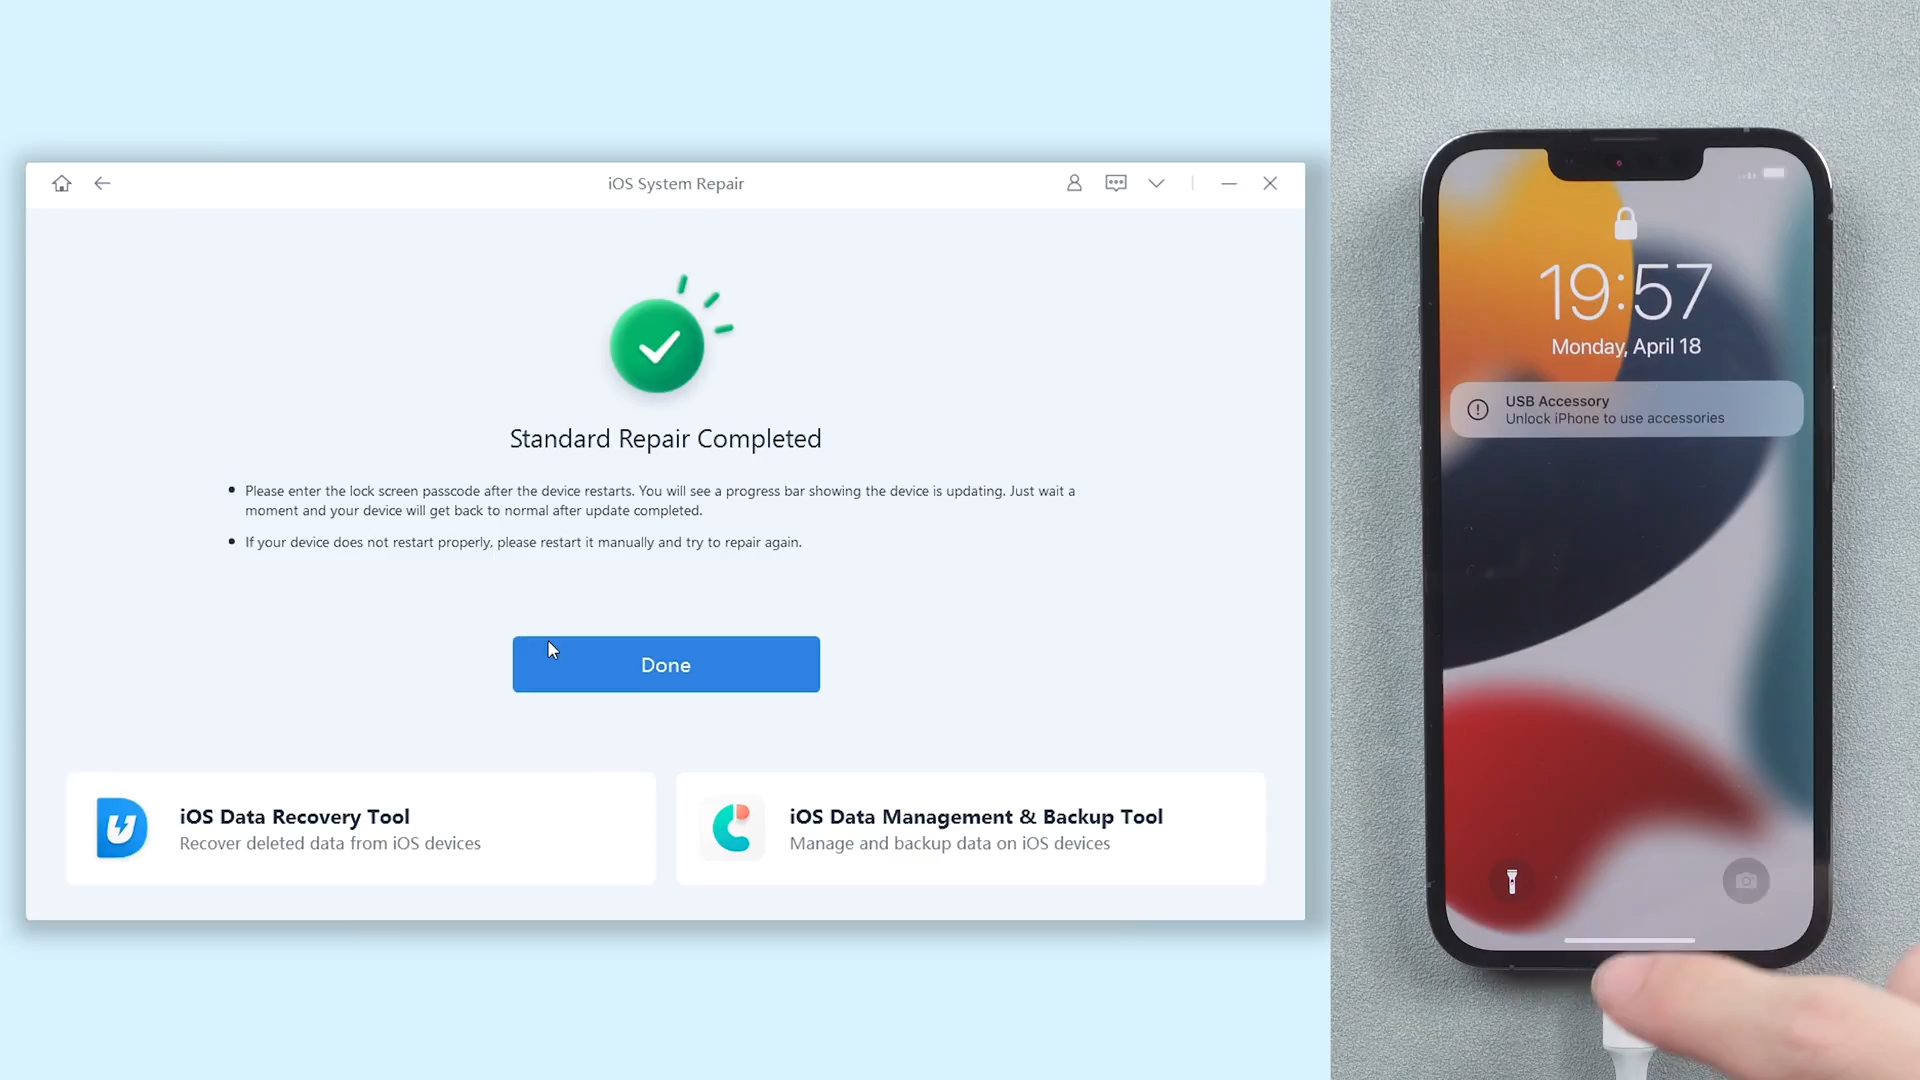 iOS System Repair
Standard Repair Completed
Please enter the lock screen passcode after the device restarts. You will see a progress bar showing the device is updating. Just wait a
moment and your device will get back to normal after update completed.
If your device does not restart properly, please restart it manually and try to repair again.
Done
iOS Data Recovery Tool
Recover deleted data from iOS devices
iOS Data Management & Backup Tool
Manage and backup data on iOS devices
19:57
Monday, April 18
USB Accessory
Unlock iPhone to use accessories